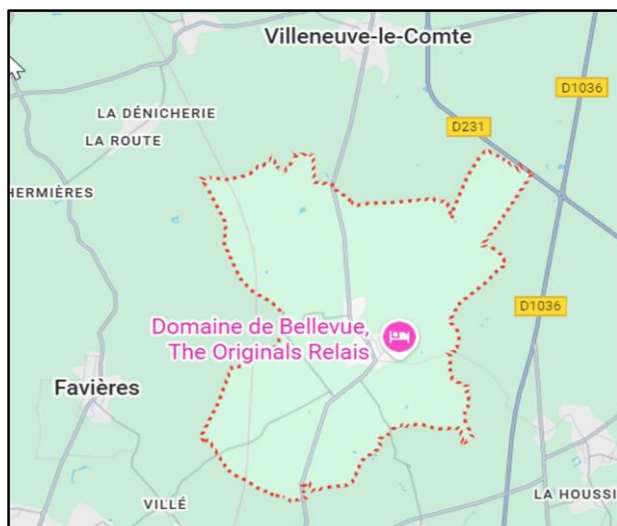 Villeneuve-le-Comte
D1036
LA DÉNICHERIE
D231
LA ROUTE
HERMIÈRES
D1036
Domaine de Bellevue,
The Originals Relais
Favières
LA HOUSSI
VILLÉ